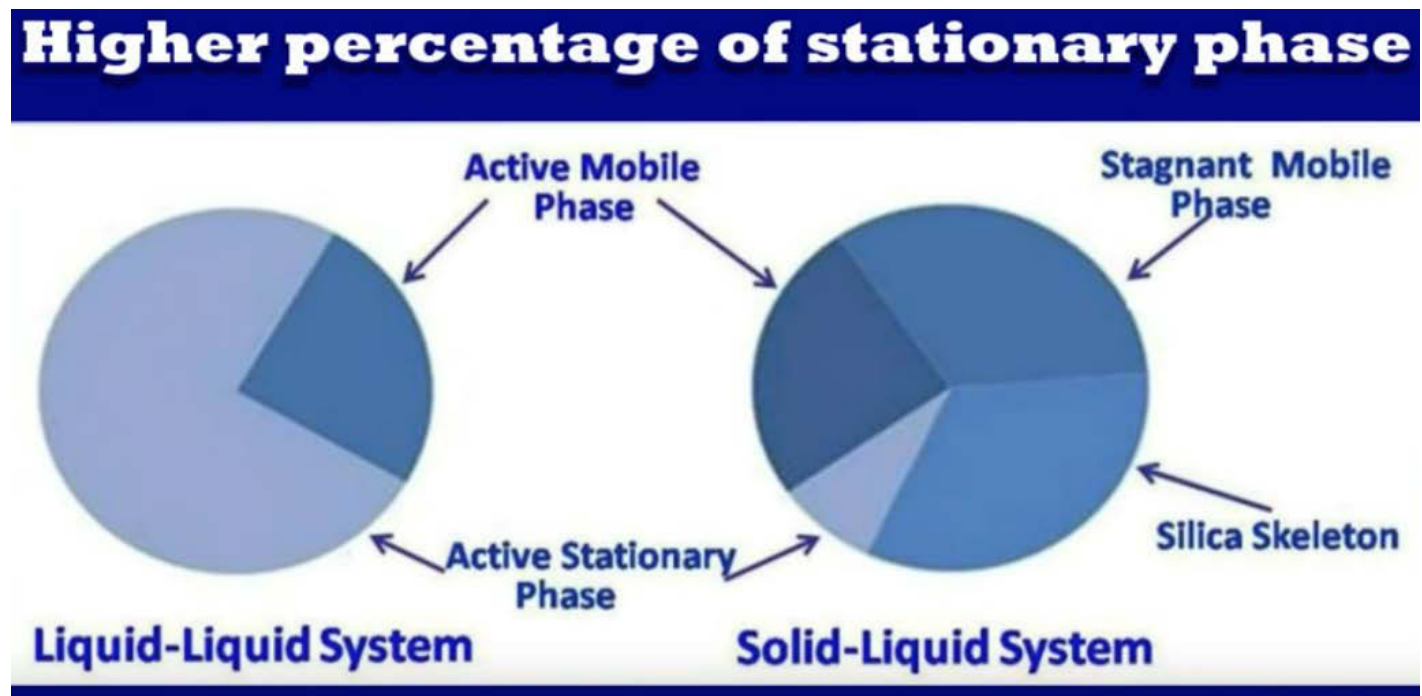 Higher percentage of stationary phase
Active Mobile
Phase
Stagnant Mobile
Phase
Active Stationary
Phase
Silica Skeleton
Liquid-Liquid System
Solid-Liquid System